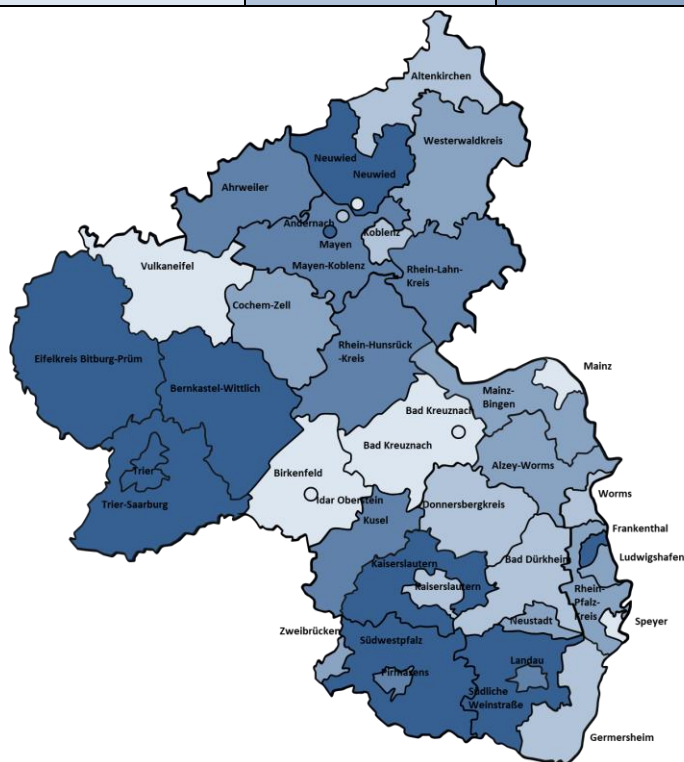 Altenkirchen
Westerwaldkreis
Neuwied
Neuwied
Ahrweiler
Andernach
Koblenz
Mayen
Mayen-Koblenz
Vulkaneifel
Rhein-Lahn-
Kreis
Cochem-Zell
Rhein-Hunsrück
-Kreis
Eifelkreis Bitburg-Prüm
Mainz
Bernkastel-Wittlich
Mainz-
Bingen
Bad Kreuznach
Bad Kreuznach
Alzey-Worms
Trier
Birkenfeld
Worms
Idar Oberstein
Donnersbergkreis
Trier-Saarburg
Kusel
Frankenthal
Ludwigshafen
Kaiserslautern
Bad Dürkheim
Kaiserslautern
Rhein-
Pfalz-
Kreis
Neustadt
Speyer
Zweibrücken
Südwestpfalz
Landau
Pirmasens
Südliche
Weinstraße
Germersheim